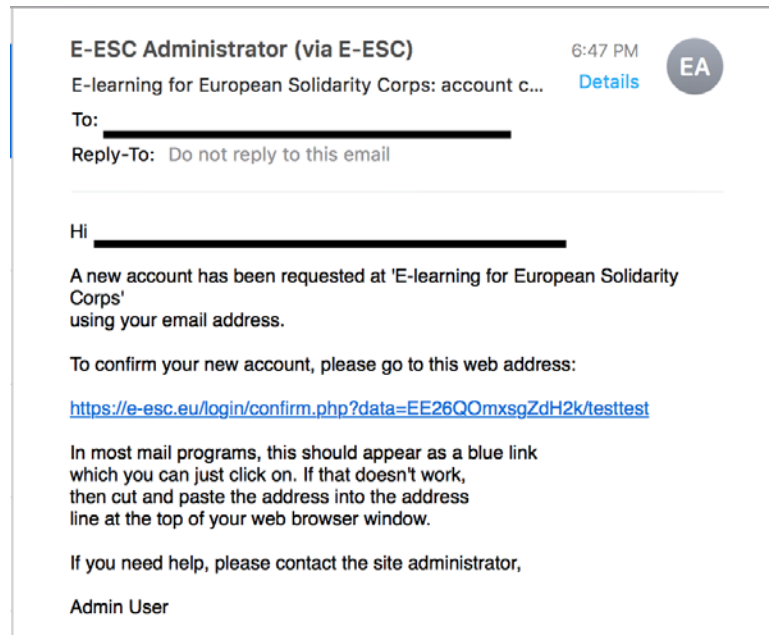 E-ESC Administrator (via E-ESC)
6:47 PM
EA
E-learning for European Solidarity Corps: account c...
Details
To:
Reply-To: Do not reply to this email
Hi
A new account has been requested at 'E-learning for European Solidarity
Corps'
using your email address.
To confirm your new account, please go to this web address:
https://e-esc.eu/login/confirm.php?data=EE26QOmxsgZdH2k/testtest
In most mail programs, this should appear as a blue link
which you can just click on. If that doesn't work,
then cut and paste the address into the address
line at the top of your web browser window.
If you need help, please contact the site administrator,
Admin User